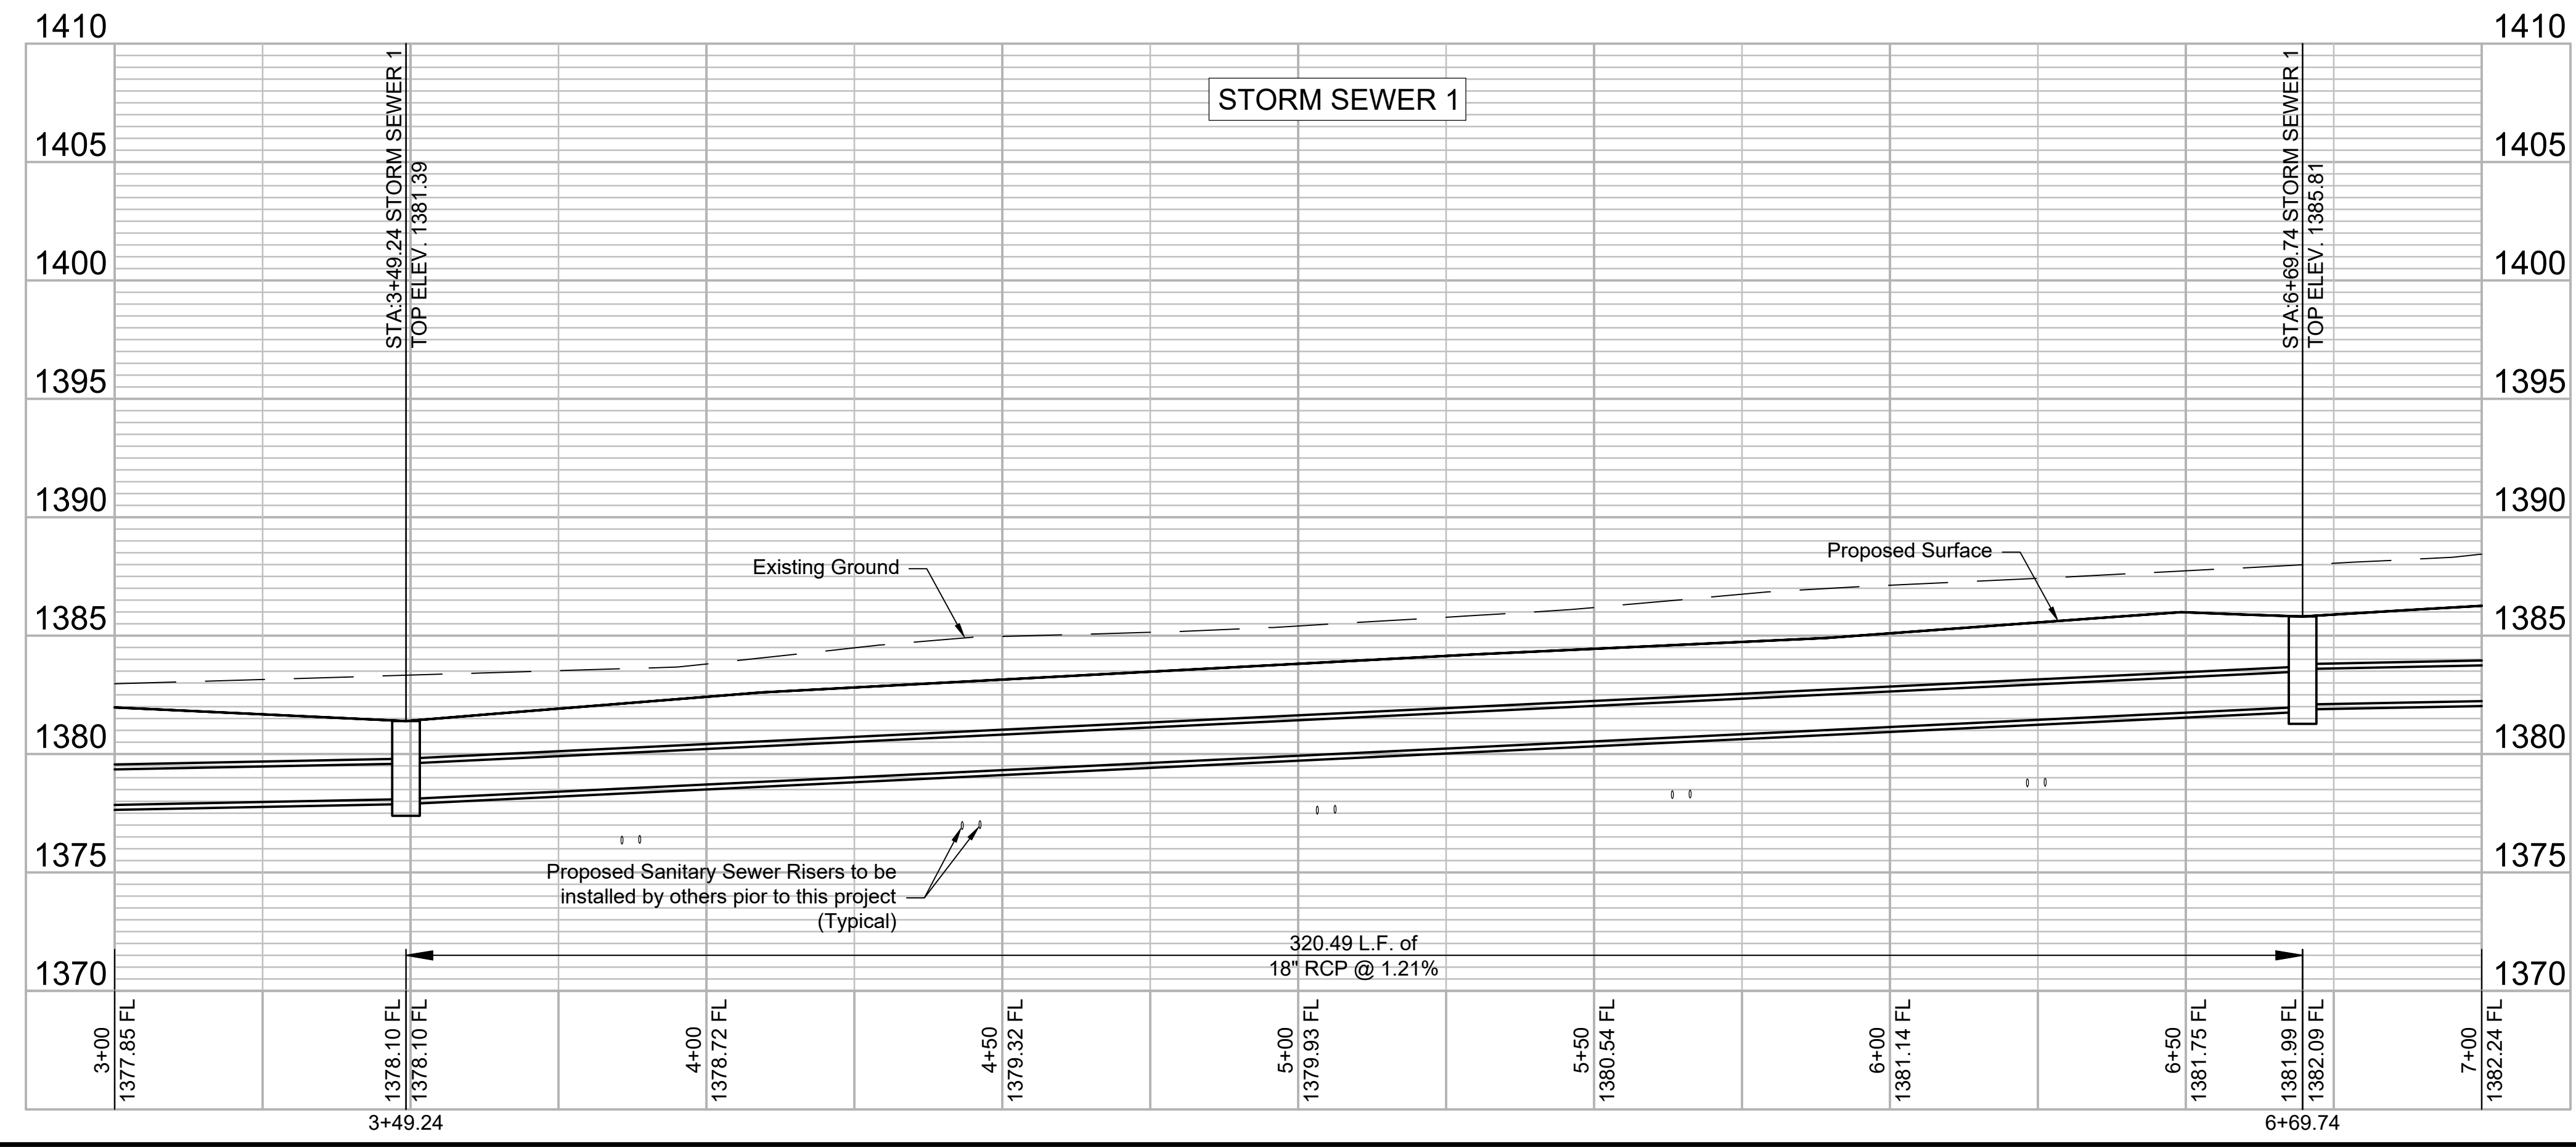 1410
1410
STORM SEWER 1
STA:3+49.24 STORM SEWER 1
TOP ELEV. 1381.39
STA:6+69.74 STORM SEWER 1
TOP ELEV. 1385.81
1405
1405
1400
1400
1395
1395
1390
1390
Existing Ground
Proposed Surface
1385
1385
1380
1380
1375
1375
Proposed Sanitary Sewer Risers to be
installed by others pior to this project
(Typical)
320.49 L.F. of
18" RCP @ 1.21%
1370
1370
3+00
1377.85 FL
1378.10 FL
1378.10 FL
4+00
1378.72 FL
4+50
1379.32 FL
5+00
1379.93 FL
5+50
1380.54 FL
6+00
1381.14 FL
6+50
1381.75 FL
1381.99 FL
1382.09 FL
7+00
1382.24 FL
3+49.24
6+69.74